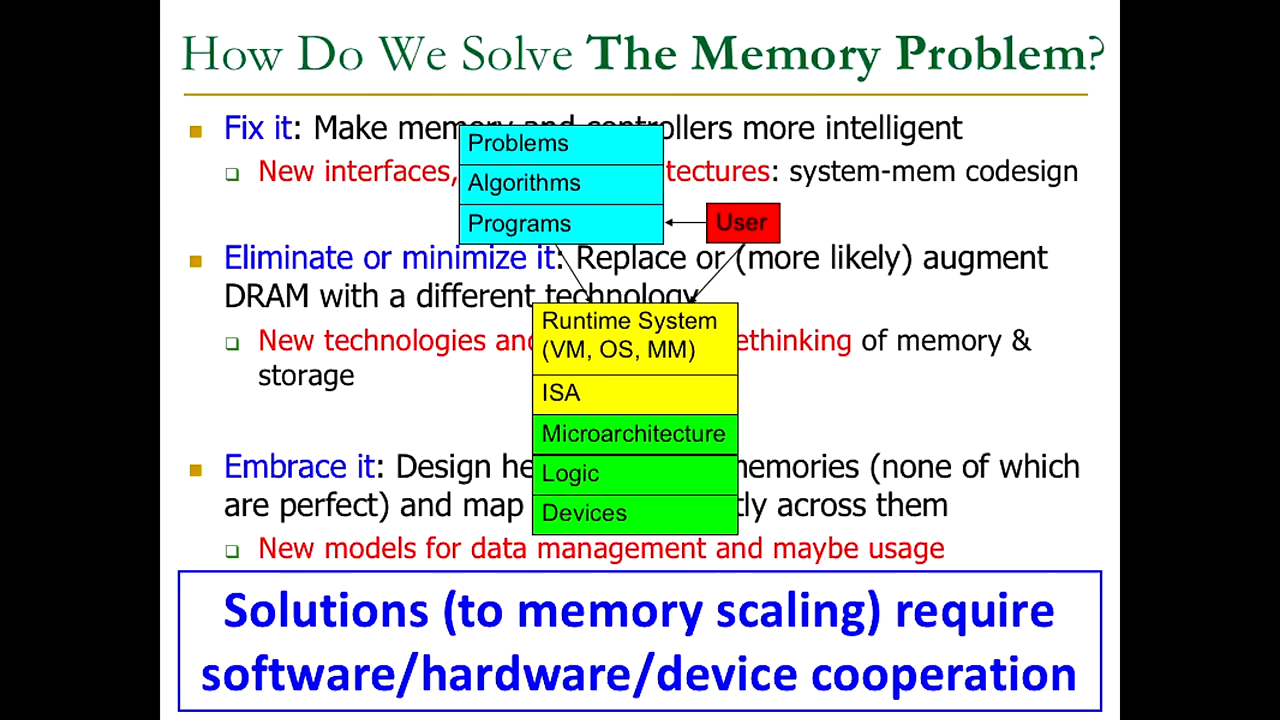 How Do We Solve The Memory Problem?
Fix it: Make memory and controllers more intelligent
New interfaces, tectures: system-mem codesign
Problems
Algorithms
Programs
User
Eliminate or minimize it: Replace or (more likely) augment
DRAM with a different technology
New technologies and ethinking of memory &
storage
Runtime System
(VM, OS, MM)
ISA
Microarchitecture
Logic
Devices
Embrace it: Design he emories (none of which
are perfect) and map tly across them
New models for data management and maybe usage
Solutions (to memory scaling) require
software/hardware/device cooperation